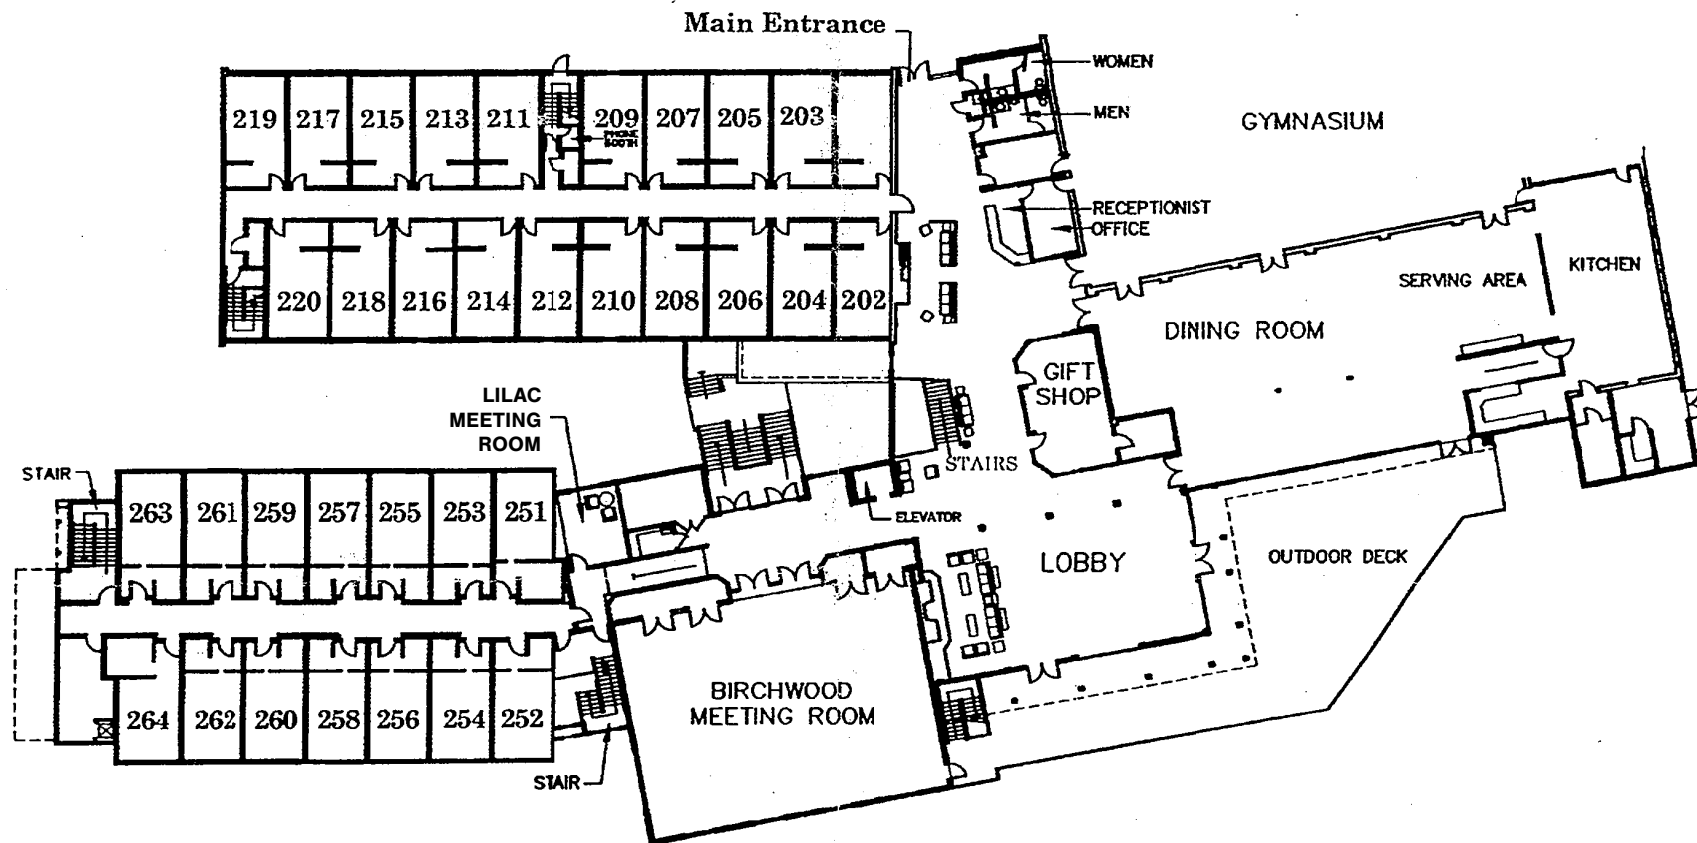 Main Entrance
WOMEN
MEN
GYMNASIUM
219 217 215 213 211 209 207 205 203
PHONE
BOOTH
RECEPTIONIST
OFFICE
SERVING AREA
KITCHEN
220 218 216 214 212 210 208 206 204 202
DINING ROOM
GIFT
SHOP
LILAC
MEETING
ROOM
STAIRS
STAIR
263 261 259 257 255 253 251
ELEVATOR
LOBBY
OUTDOOR DECK
264 262 260 258 256 254 252
BIRCHWOOD
MEETING ROOM
STAIR